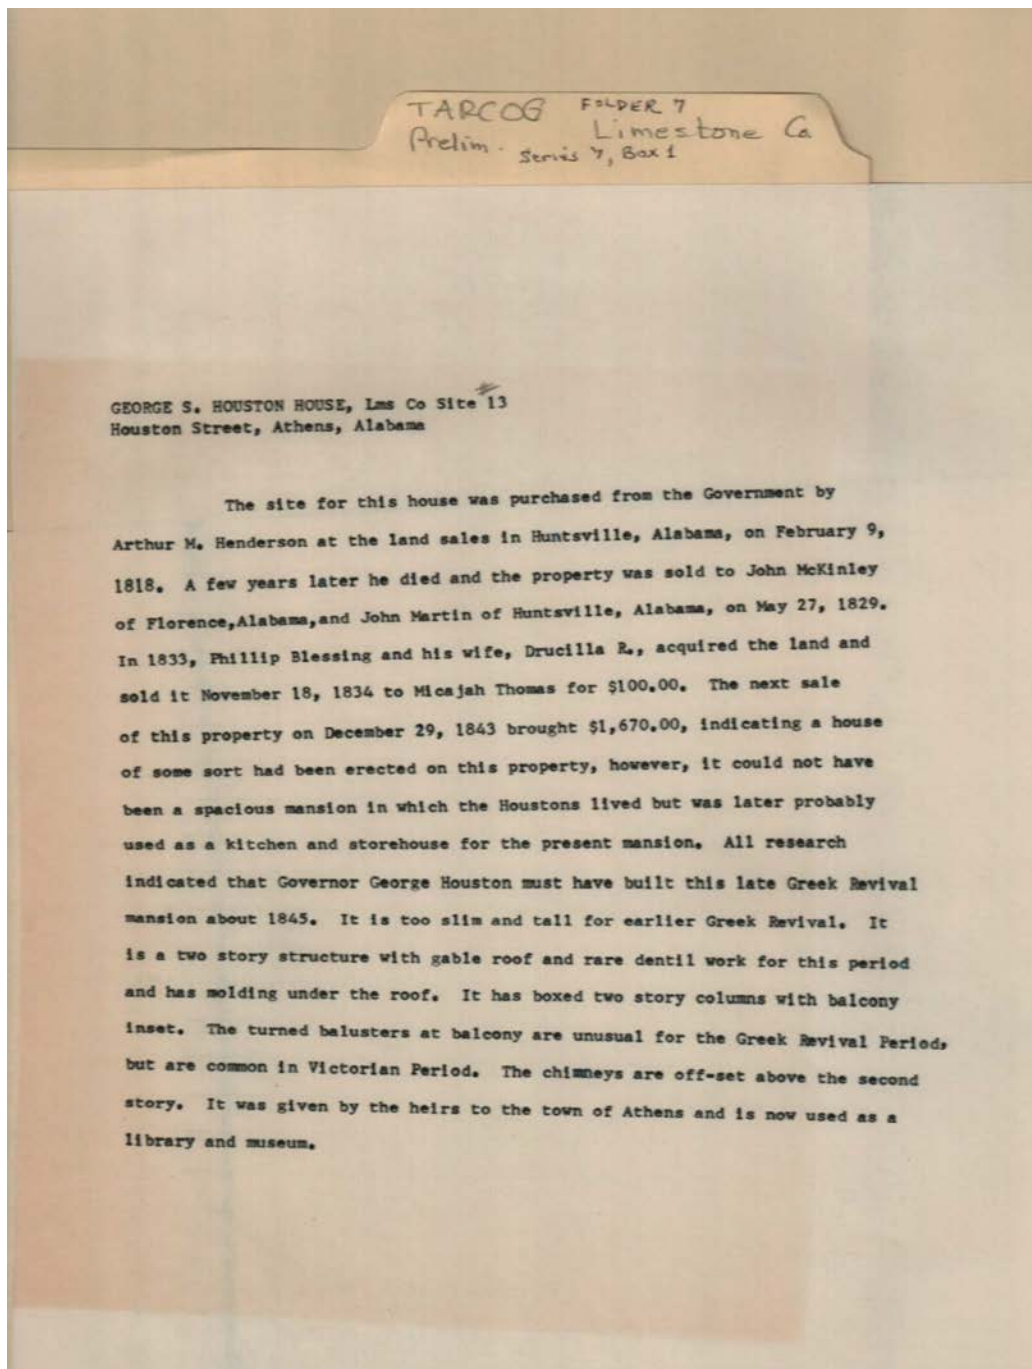 TARCOG FOLDER 7
Prelim. Limestone Co
Series 7, Box 1
GEORGE S. HOUSTON HOUSE, Lms Co Site #13
Houston Street, Athens, Alabama
The site for this house was purchased from the Government by
Arthur M. Henderson at the land sales in Huntsville, Alabama, on February 9,
1818. A few years later he died and the property was sold to John McKinley
of Florence,Alabama,and John Martin of Huntsville, Alabama, on May 27, 1829.
In 1833, Phillip Blessing and his wife, Drucilla R., acquired the land and
sold it November 18, 1834 to Micajah Thomas for $100.00. The next sale
of this property on December 29, 1843 brought $1,670.00, indicating a house
of some sort had been erected on this property, however, it could not have
been a spacious mansion in which the Houstons lived but was later probably
used as a kitchen and storehouse for the present mansion. All research
indicated that Governor George Houston must have built this late Greek Revival
mansion about 1845. It is too slim and tall for earlier Greek Revival. It
is a two story structure with gable roof and rare dentil work for this period
and has molding under the roof. It has boxed two story columns with balcony
inset. The turned balusters at balcony are unusual for the Greek Revival Period,
but are common in Victorian Period. The chimneys are off-set above the second
story. It was given by the heirs to the town of Athens and is now used as a
library and museum.